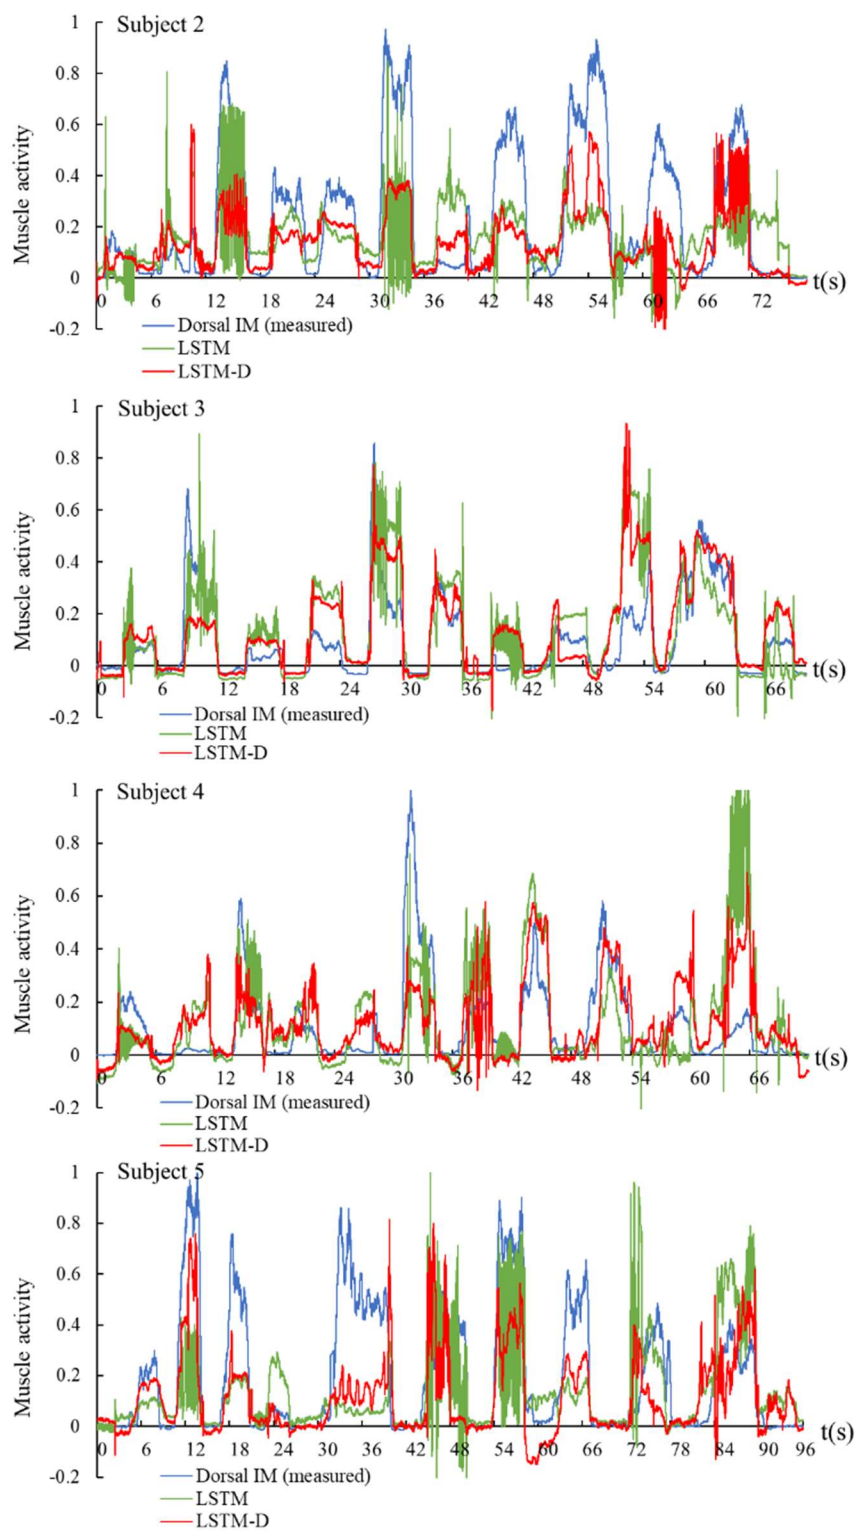 Subject 2
1
0.8
0.6
0.4
0.2
0
-0.2
Muscle activity
0 6 12 18 24 30 36 42 48 54 60 66 72 t(s)
Dorsal IM (measured)
LSTM
LSTM-D
Subject 3
1
0.8
0.6
0.4
0.2
0
-0.2
Muscle activity
0 6 12 18 24 30 36 42 48 54 60 66 t(s)
Dorsal IM (measured)
LSTM
LSTM-D
Subject 4
1
0.8
0.6
0.4
0.2
0
-0.2
Muscle activity
0 6 12 18 24 30 36 42 48 54 60 66 t(s)
Dorsal IM (measured)
LSTM
LSTM-D
Subject 5
1
0.8
0.6
0.4
0.2
0
-0.2
Muscle activity
6 12 18 24 30 36 42 48 54 60 66 72 78 84 90 96 t(s)
Dorsal IM (measured)
LSTM
LSTM-D